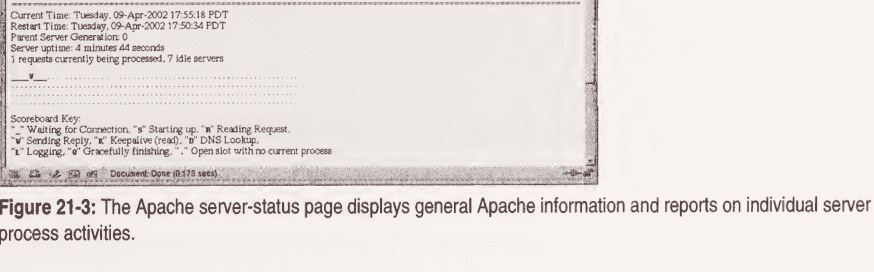 Current Time: Tuesday, 09-Apr-2002 17:55:18 PDT
Restart Time: Tuesday, 09-Apr-2002 17:50:34 PDT
Parent Server Generation: 0
Server uptime: 4 minutes 44 seconds
1 requests currently being processed, 7 idle servers
____W___........................................................
................................................................
................................................................
................................................................
Scoreboard Key:
"_" Waiting for Connection, "S" Starting up, "R" Reading Request,
"W" Sending Reply, "K" Keepalive (read), "D" DNS Lookup,
"L" Logging, "G" Gracefully finishing, "." Open slot with no current process
Document: Done (0.178 secs)
Figure 21-3: The Apache server-status page displays general Apache information and reports on individual server
process activities.